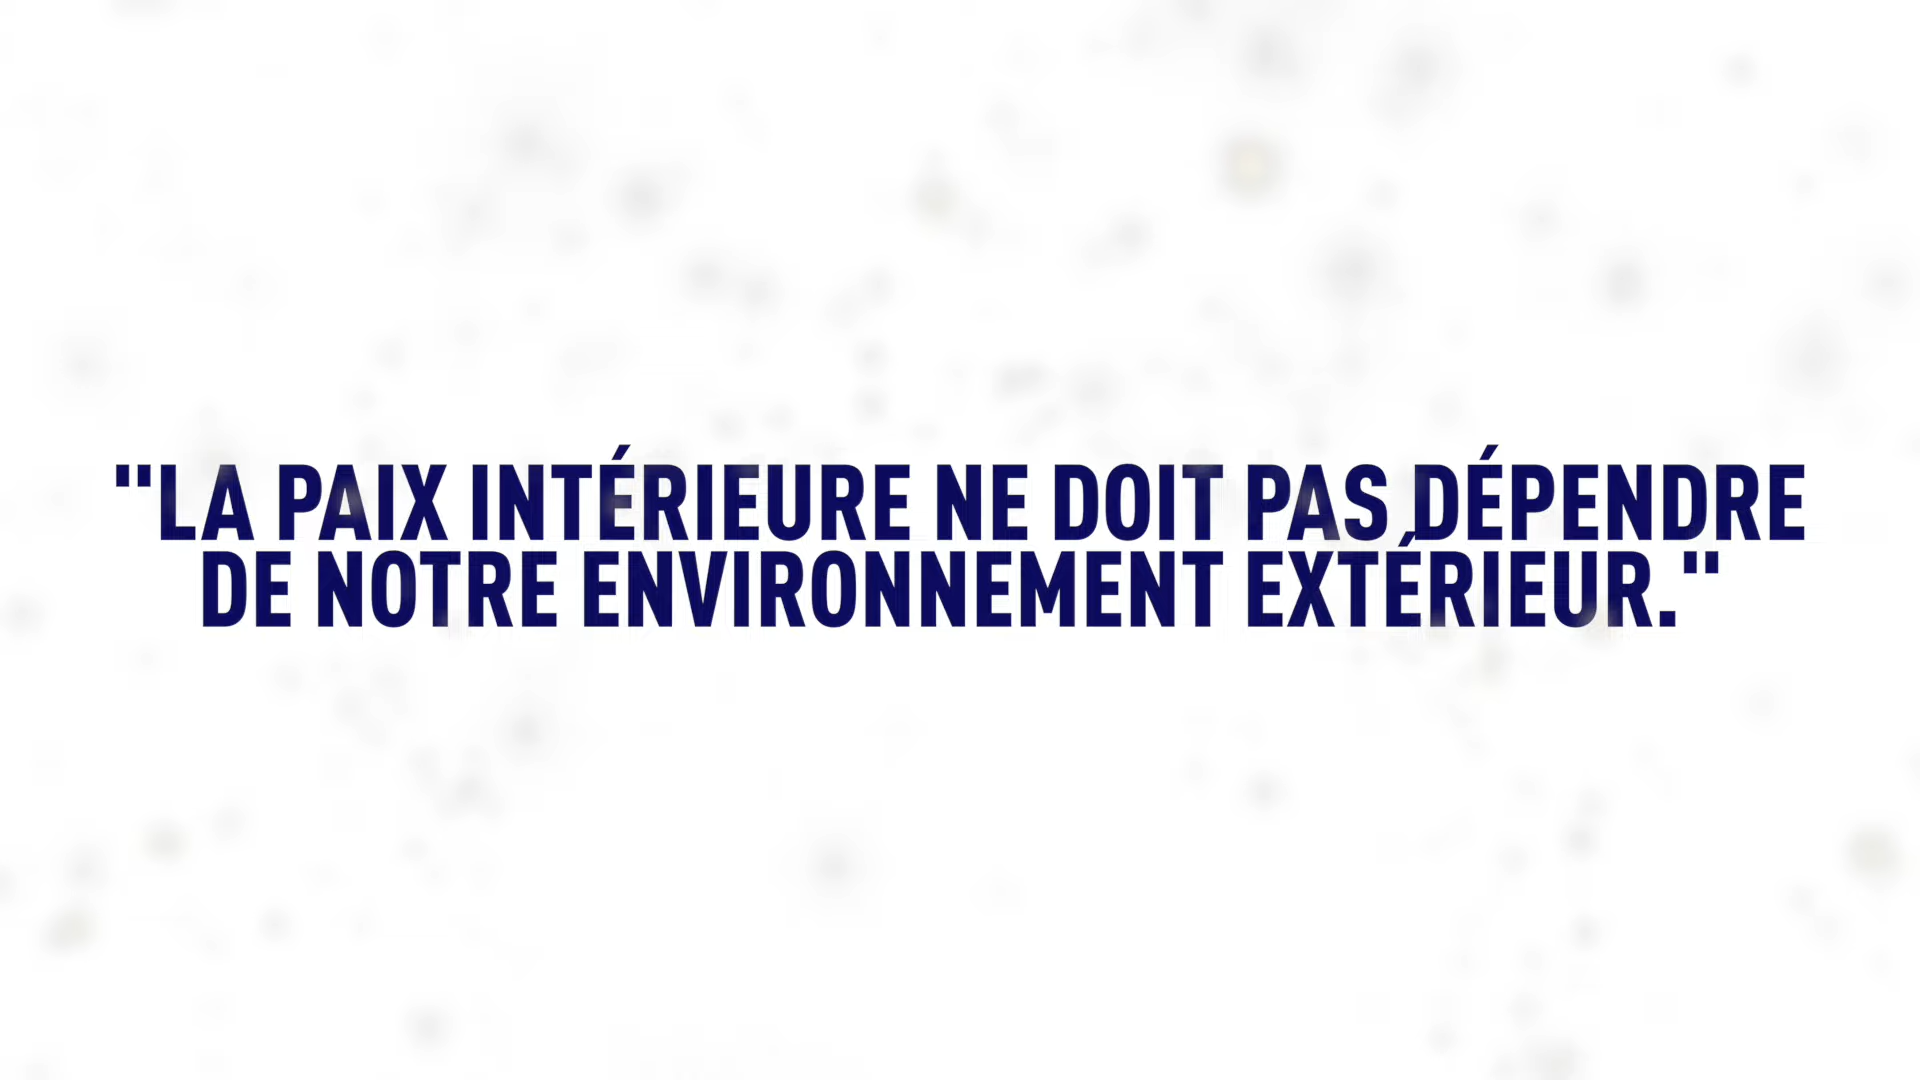 "LA PAIX INTÉRIEURE NE DOIT PAS DÉPENDRE
DE NOTRE ENVIRONNEMENT EXTÉRIEUR."